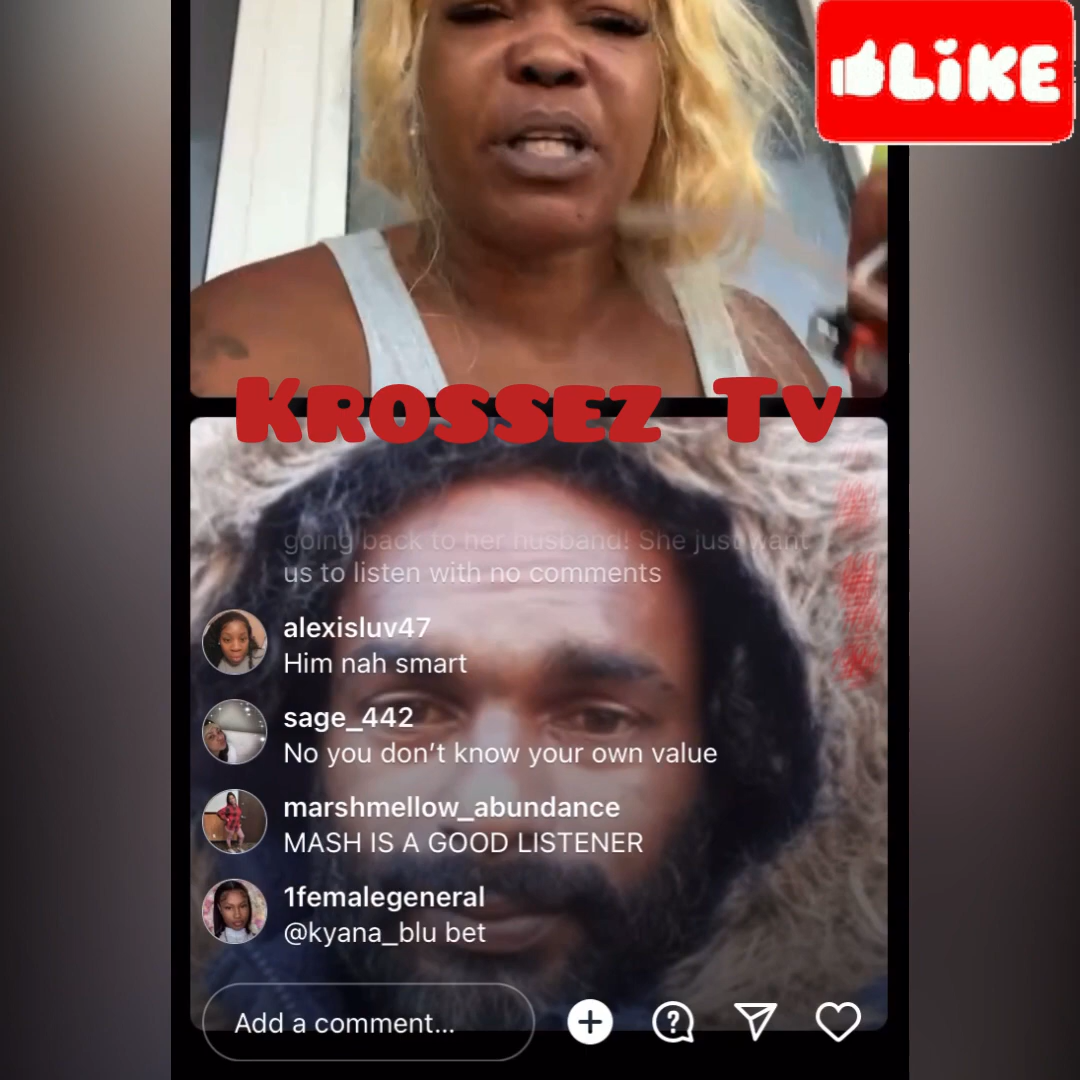 LiKE
KROSSEZ TV
going back to her husband! She just want
us to listen with no comments
alexisluv47
Him nah smart
sage_442
No you don’t know your own value
marshmellow_abundance
MASH IS A GOOD LISTENER
1femalegeneral
@kyana_blu bet
Add a comment...